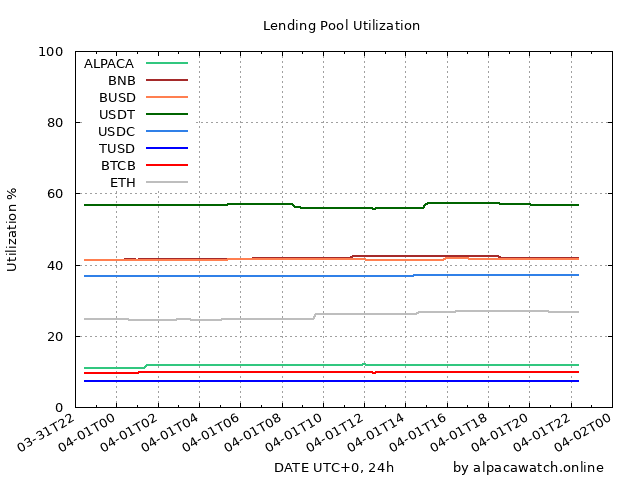 Lending Pool Utilization
100
80
60
40
20
0
Utilization %
ALPACA
BNB
BUSD
USDT
USDC
TUSD
BTCB
ETH
03-31T22
04-01T00
04-01T02
04-01T04
04-01T06
04-01T08
04-01T10
04-01T12
04-01T14
04-01T16
04-01T18
04-01T20
04-01T22
04-02T00
DATE UTC+0, 24h
by alpacawatch.online